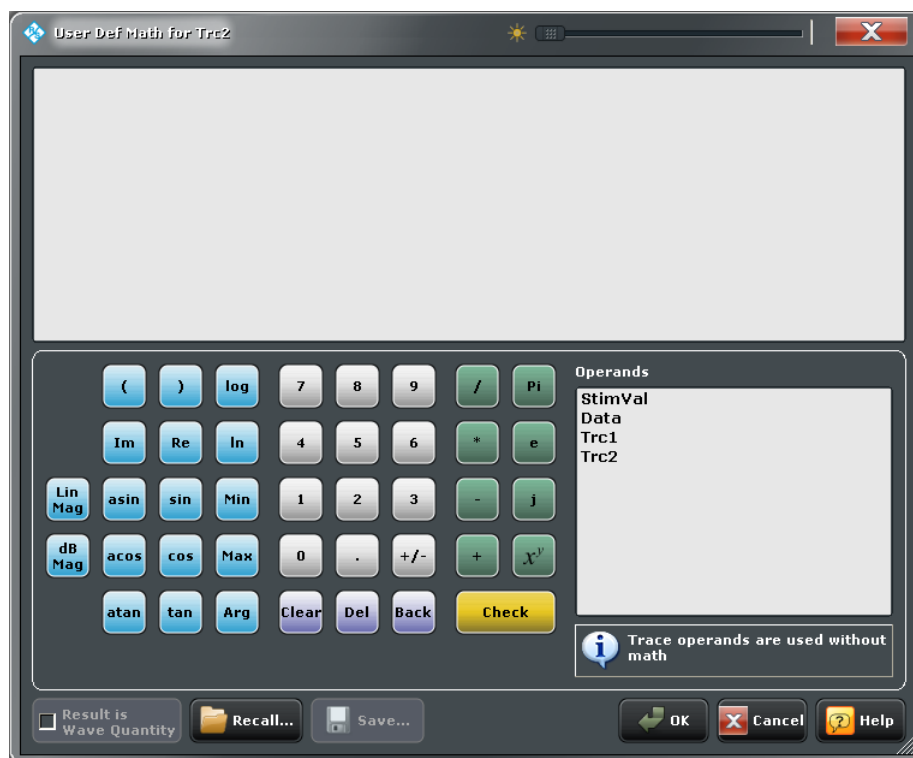 User Def Math for Trc2
X
( ) log 7 8 9 / Pi
Operands
StimVal
Data
Trc1
Trc2
Im Re ln 4 5 6 * e
Lin
Mag
asin sin Min 1 2 3 - j
dB
Mag
acos cos Max 0 . +/- + x^y
atan tan Arg Clear Del Back Check
Trace operands are used without
math
Result is
Wave Quantity
Recall...
Save...
OK
Cancel
Help